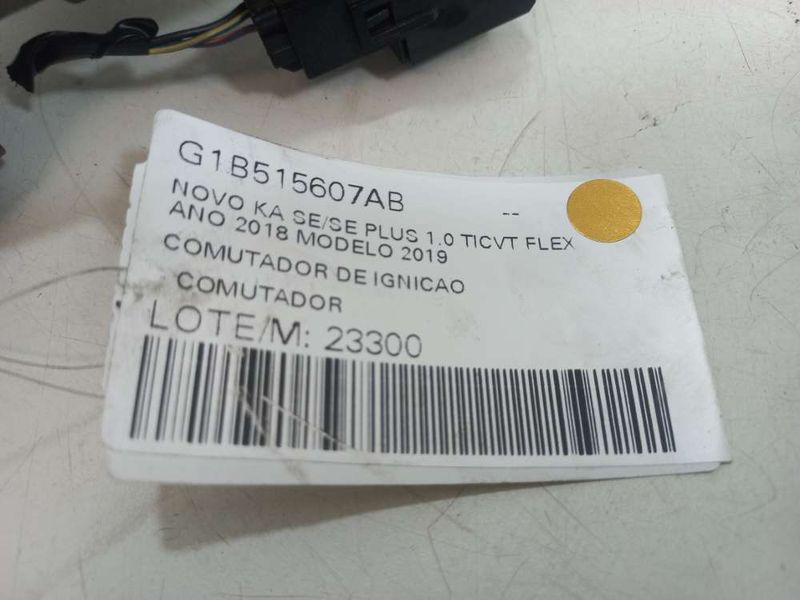 G1B515607AB --
NOVO KA SE/SE PLUS 1.0 TICVT FLEX
ANO 2018 MODELO 2019
COMUTADOR DE IGNICAO
COMUTADOR
LOTE/M: 23300